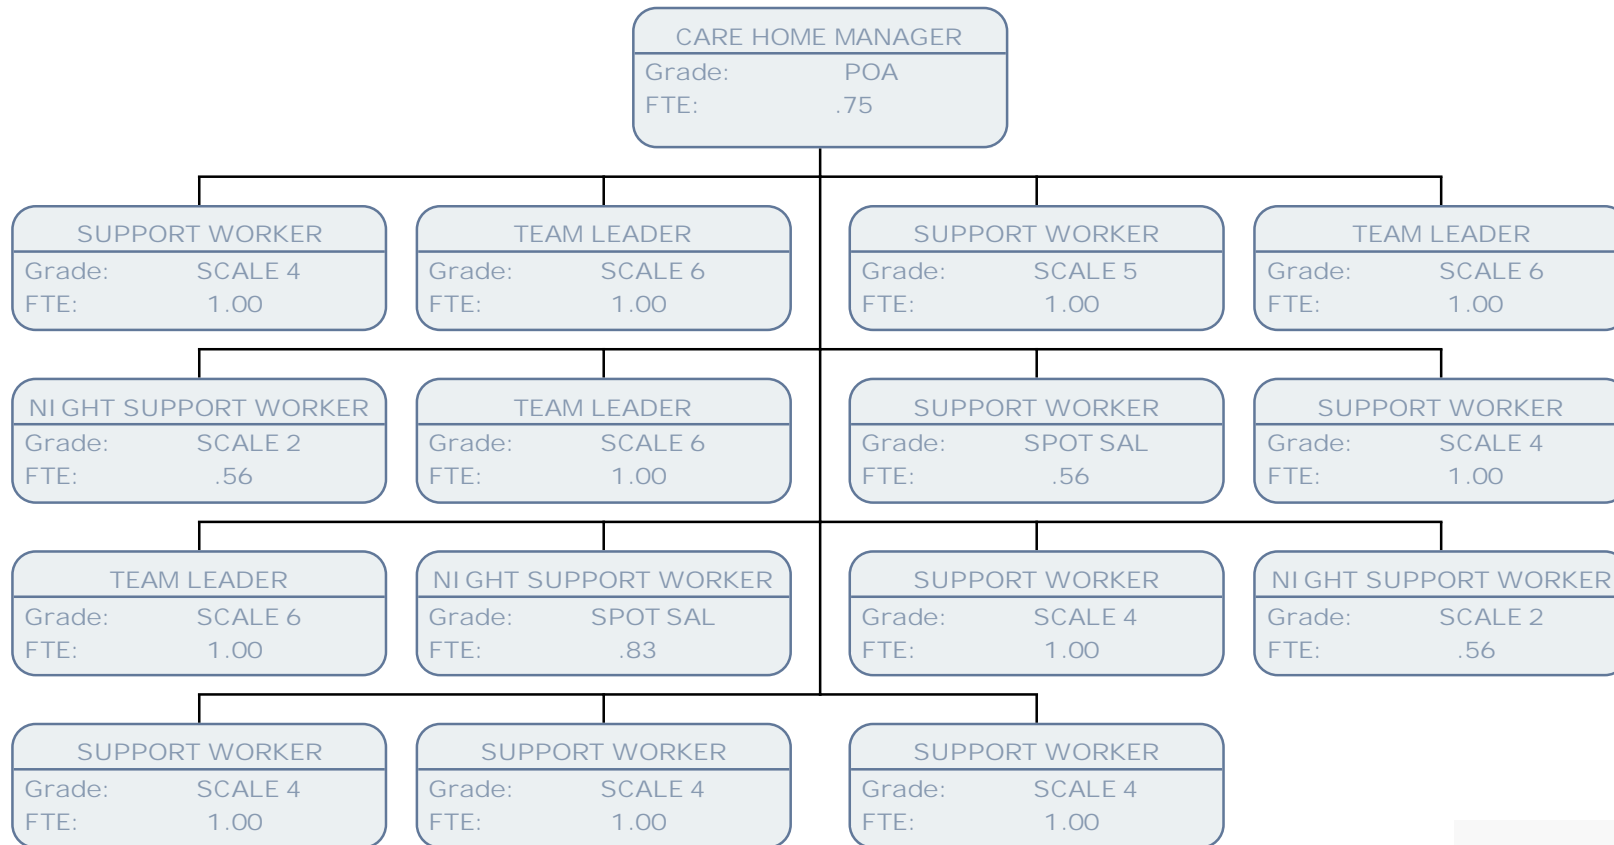 CARE HOME MANAGER
Grade: POA
FTE: .75
SUPPORT WORKER
Grade: SCALE 4
FTE: 1.00
TEAM LEADER
Grade: SCALE 6
FTE: 1.00
SUPPORT WORKER
Grade: SCALE 5
FTE: 1.00
TEAM LEADER
Grade: SCALE 6
FTE: 1.00
NIGHT SUPPORT WORKER
Grade: SCALE 2
FTE: .56
TEAM LEADER
Grade: SCALE 6
FTE: 1.00
SUPPORT WORKER
Grade: SPOT SAL
FTE: .56
SUPPORT WORKER
Grade: SCALE 4
FTE: 1.00
TEAM LEADER
Grade: SCALE 6
FTE: 1.00
NIGHT SUPPORT WORKER
Grade: SPOT SAL
FTE: .83
SUPPORT WORKER
Grade: SCALE 4
FTE: 1.00
NIGHT SUPPORT WORKER
Grade: SCALE 2
FTE: .56
SUPPORT WORKER
Grade: SCALE 4
FTE: 1.00
SUPPORT WORKER
Grade: SCALE 4
FTE: 1.00
SUPPORT WORKER
Grade: SCALE 4
FTE: 1.00